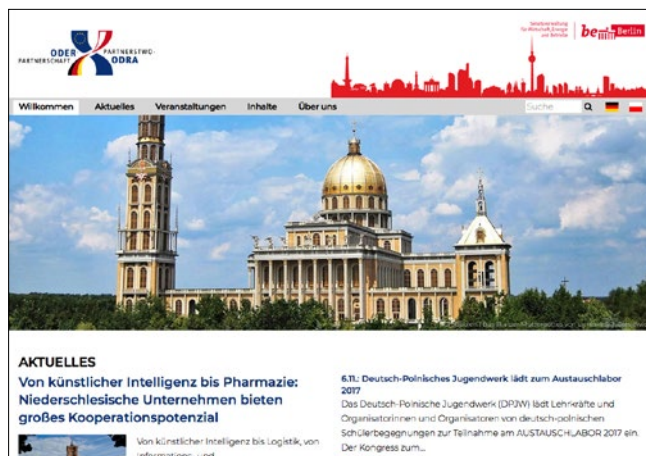 ODER
PARTNERSCHAFT
PARTNERSTWO-
ODRA
Senatsverwaltung
für Wirtschaft, Energie
und Betriebe
be Berlin
Willkommen Aktuelles Veranstaltungen Inhalte Über uns Suche
AKTUELLES
Von künstlicher Intelligenz bis Pharmazie:
Niederschlesische Unternehmen bieten
großes Kooperationspotenzial
Von künstlicher Intelligenz bis Logistik, von
Informations- und
6.11.: Deutsch-Polnisches Jugendwerk lädt zum Austauschlabor
2017
Das Deutsch-Polnische Jugendwerk (DPJW) lädt Lehrkräfte und
Organisatorinnen und Organisatoren von deutsch-polnischen
Schülerbegegnungen zur Teilnahme am AUSTAUSCHLABOR 2017 ein.
Der Kongress zum...